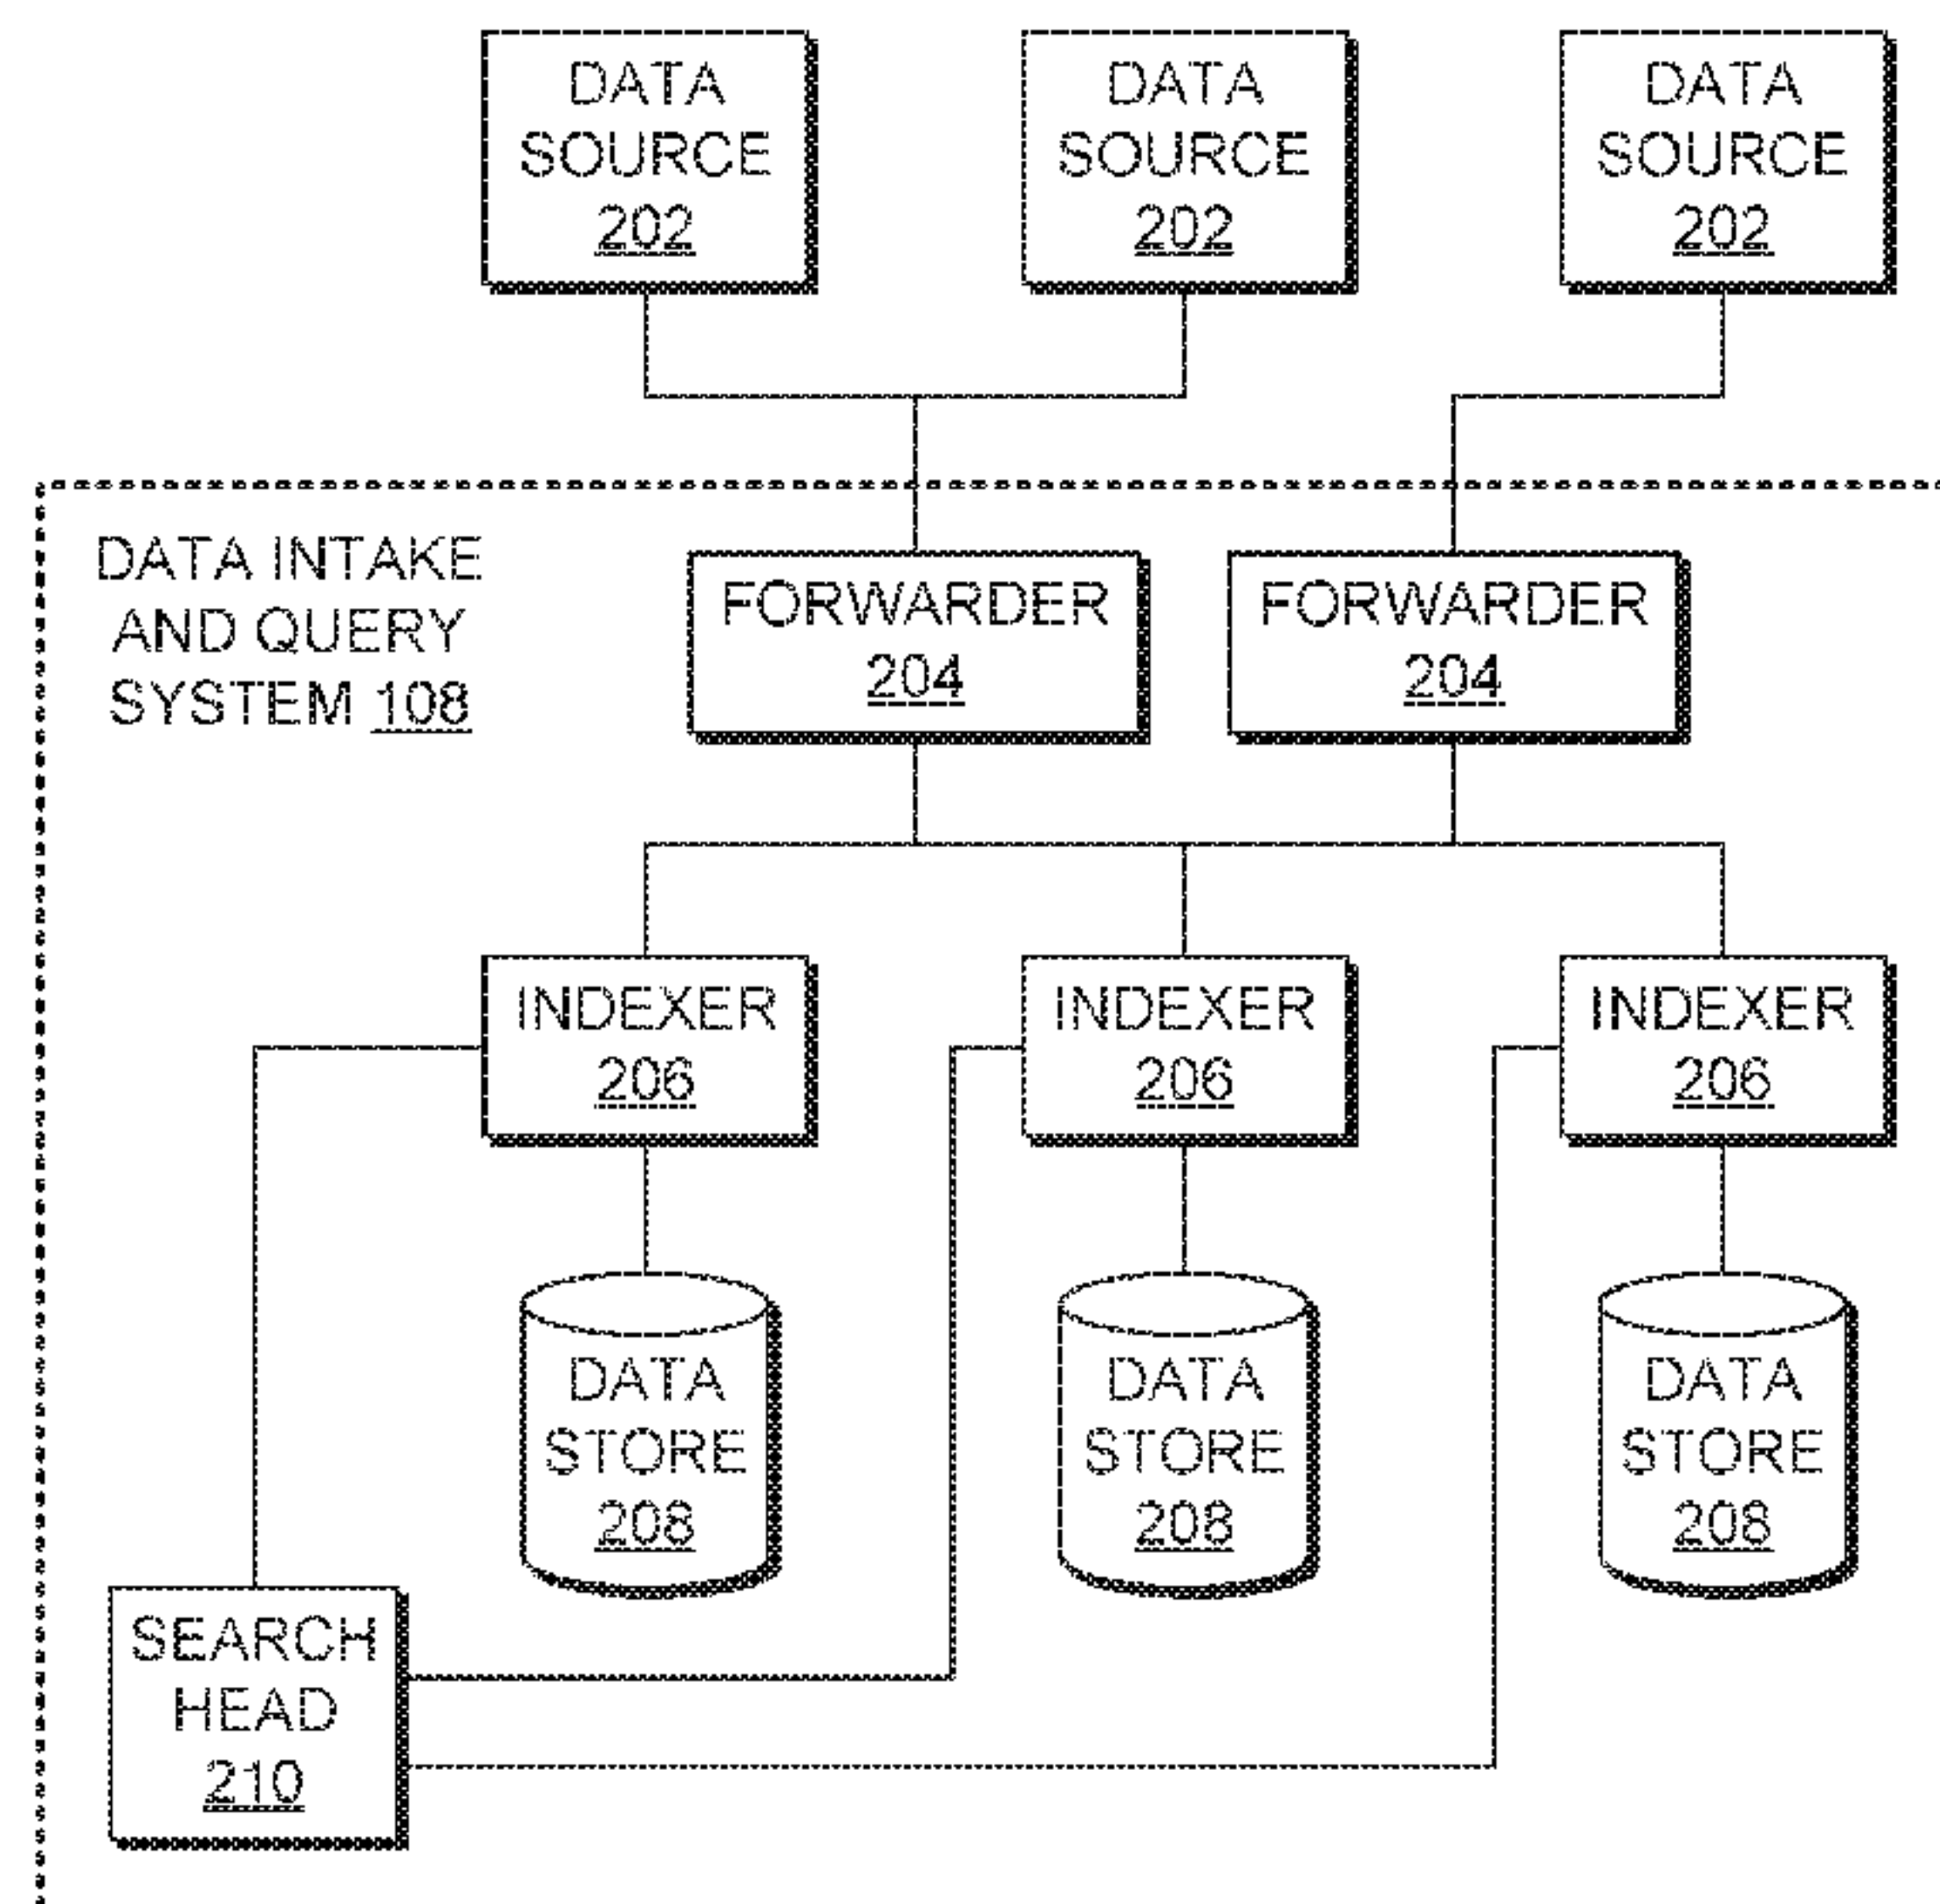 DATA
SOURCE
202
DATA
SOURCE
202
DATA
SOURCE
202
DATA INTAKE
AND QUERY
SYSTEM 108
FORWARDER
204
FORWARDER
204
INDEXER
206
INDEXER
206
INDEXER
206
DATA
STORE
208
DATA
STORE
208
DATA
STORE
208
SEARCH
HEAD
210